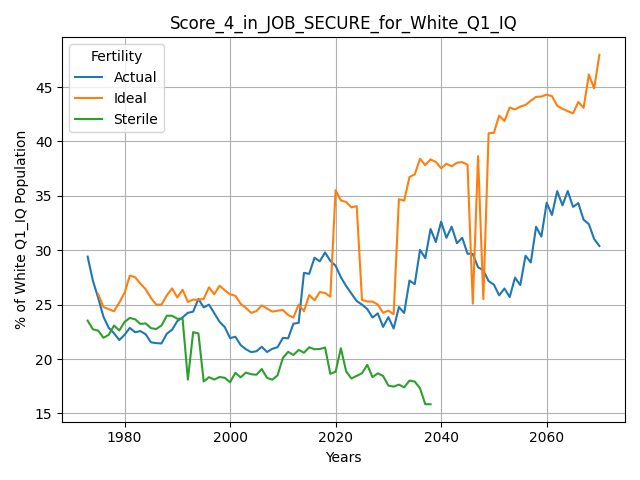 Score_4_in_JOB_SECURE_for_White_Q1_IQ
Fertility
Actual
Ideal
Sterile
% of White Q1_IQ Population
45
40
35
30
25
20
15
1980
2000
2020
2040
2060
Years